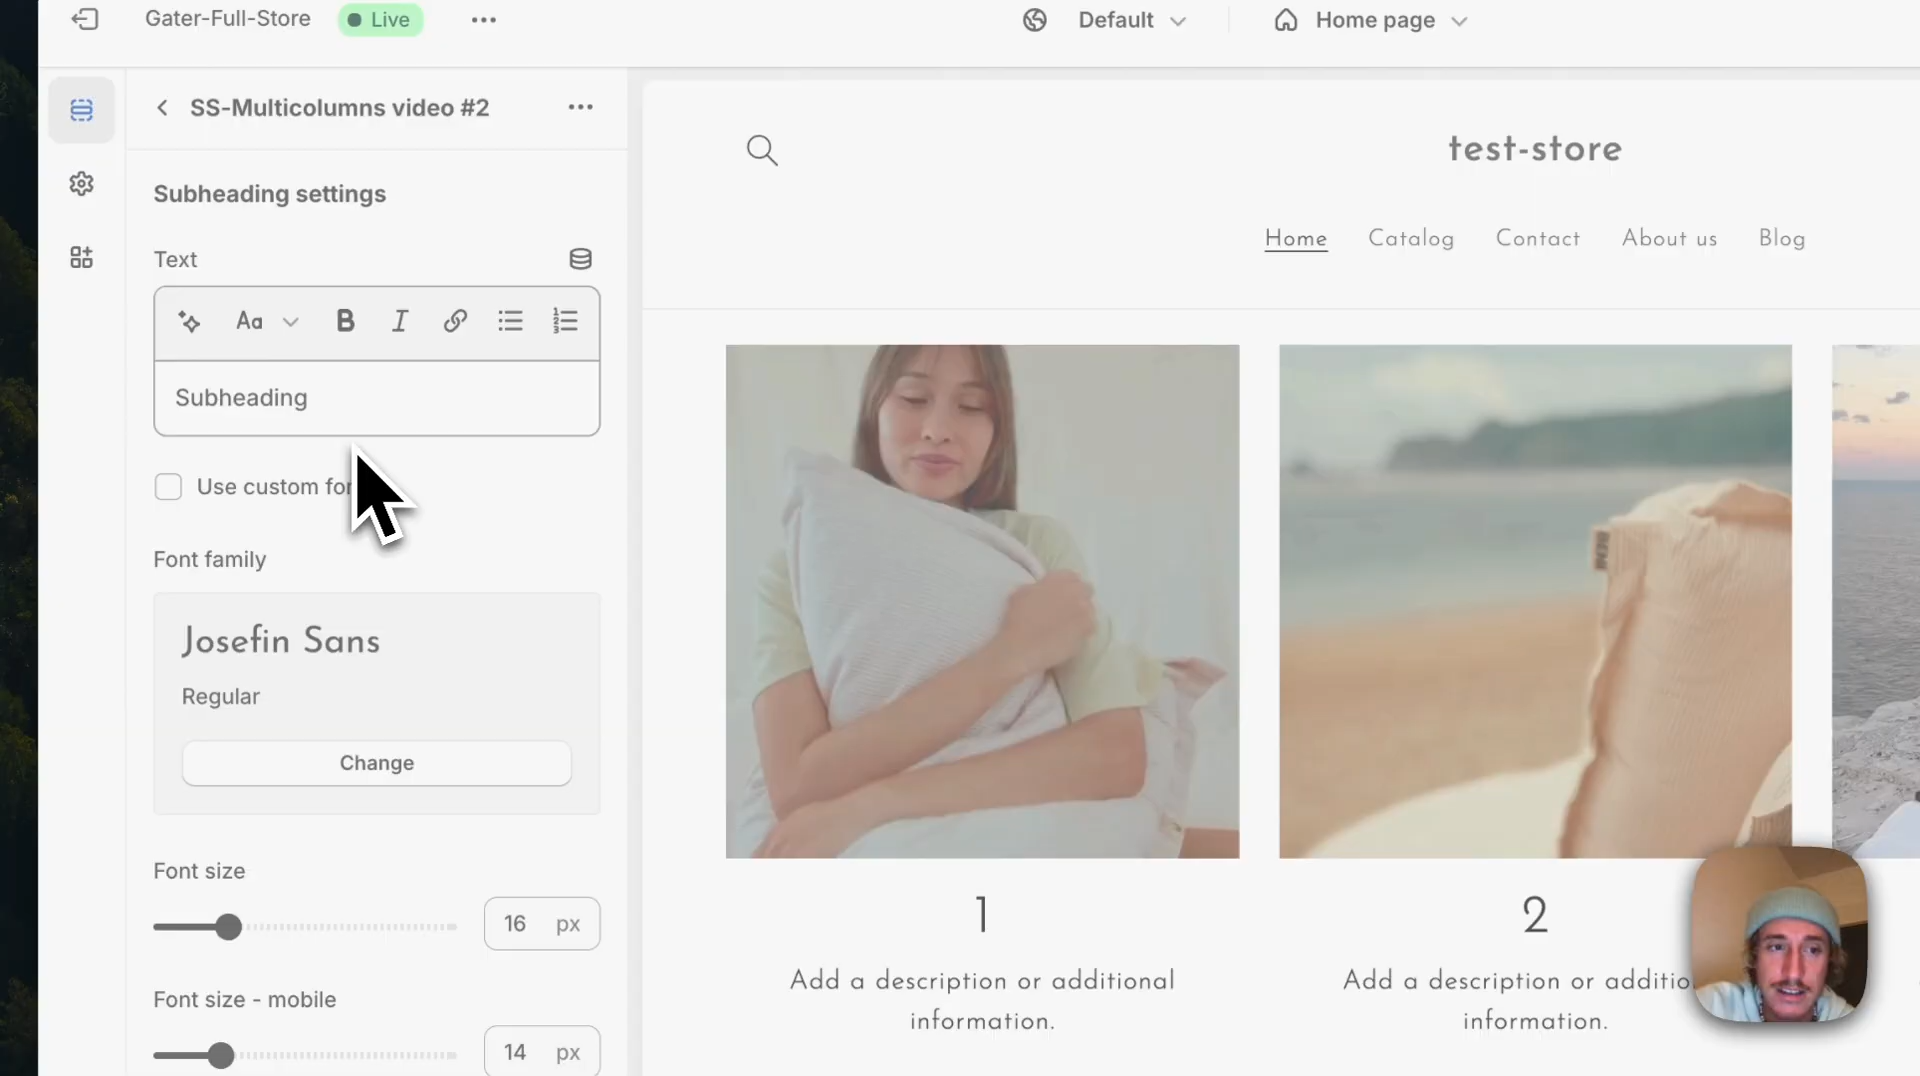 Gater-Full-Store
Live
Default
Home page
SS-Multicolumns video #2
Subheading settings
Text
Aa
B
I
Subheading
Use custom fon
Font family
Josefin Sans
Regular
Change
Font size
16 px
Font size - mobile
14 px
test-store
Home
Catalog
Contact
About us
Blog
1
Add a description or additional
information.
2
Add a description or additio
information.